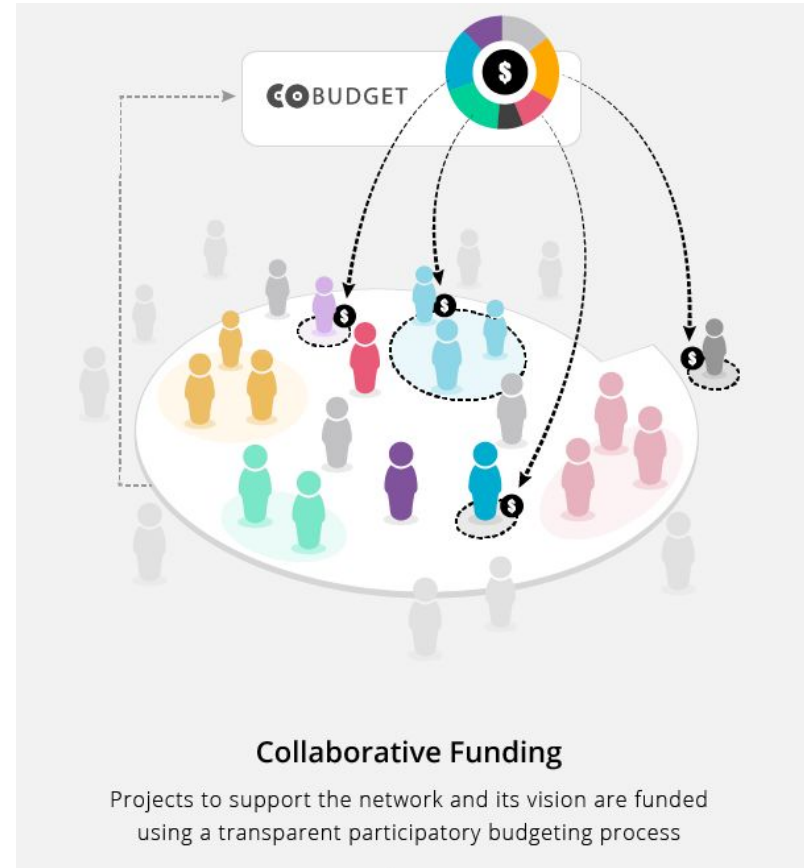 COBUDGET
$
$
$
$
$
Collaborative Funding
Projects to support the network and its vision are funded
using a transparent participatory budgeting process